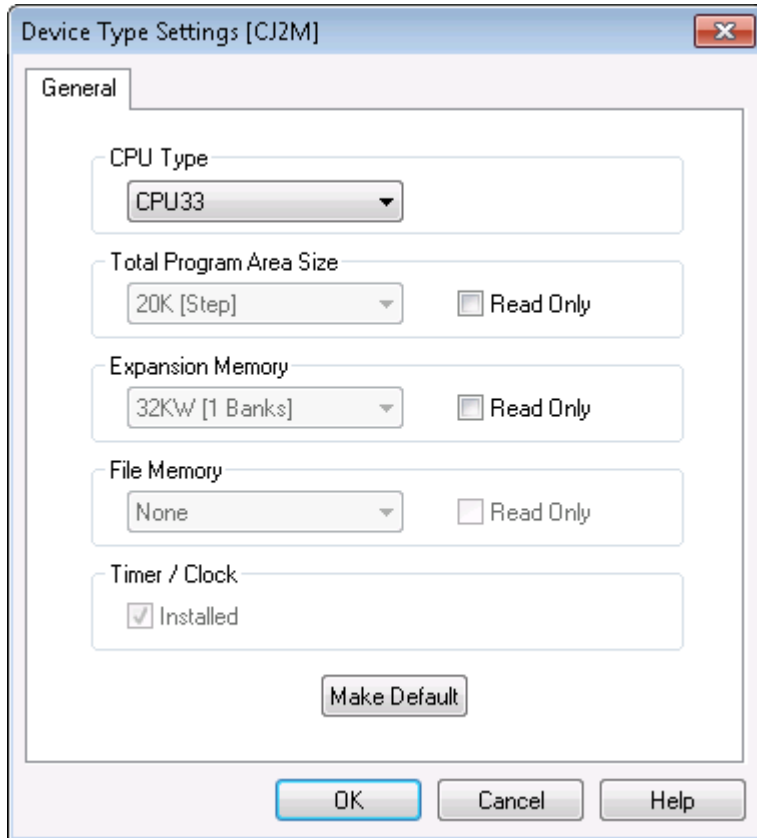 Device Type Settings [CJ2M]
General
CPU Type
CPU33
Total Program Area Size
20K [Step]
Read Only
Expansion Memory
32KW [1 Banks]
Read Only
File Memory
None
Read Only
Timer / Clock
Installed
Make Default
OK
Cancel
Help